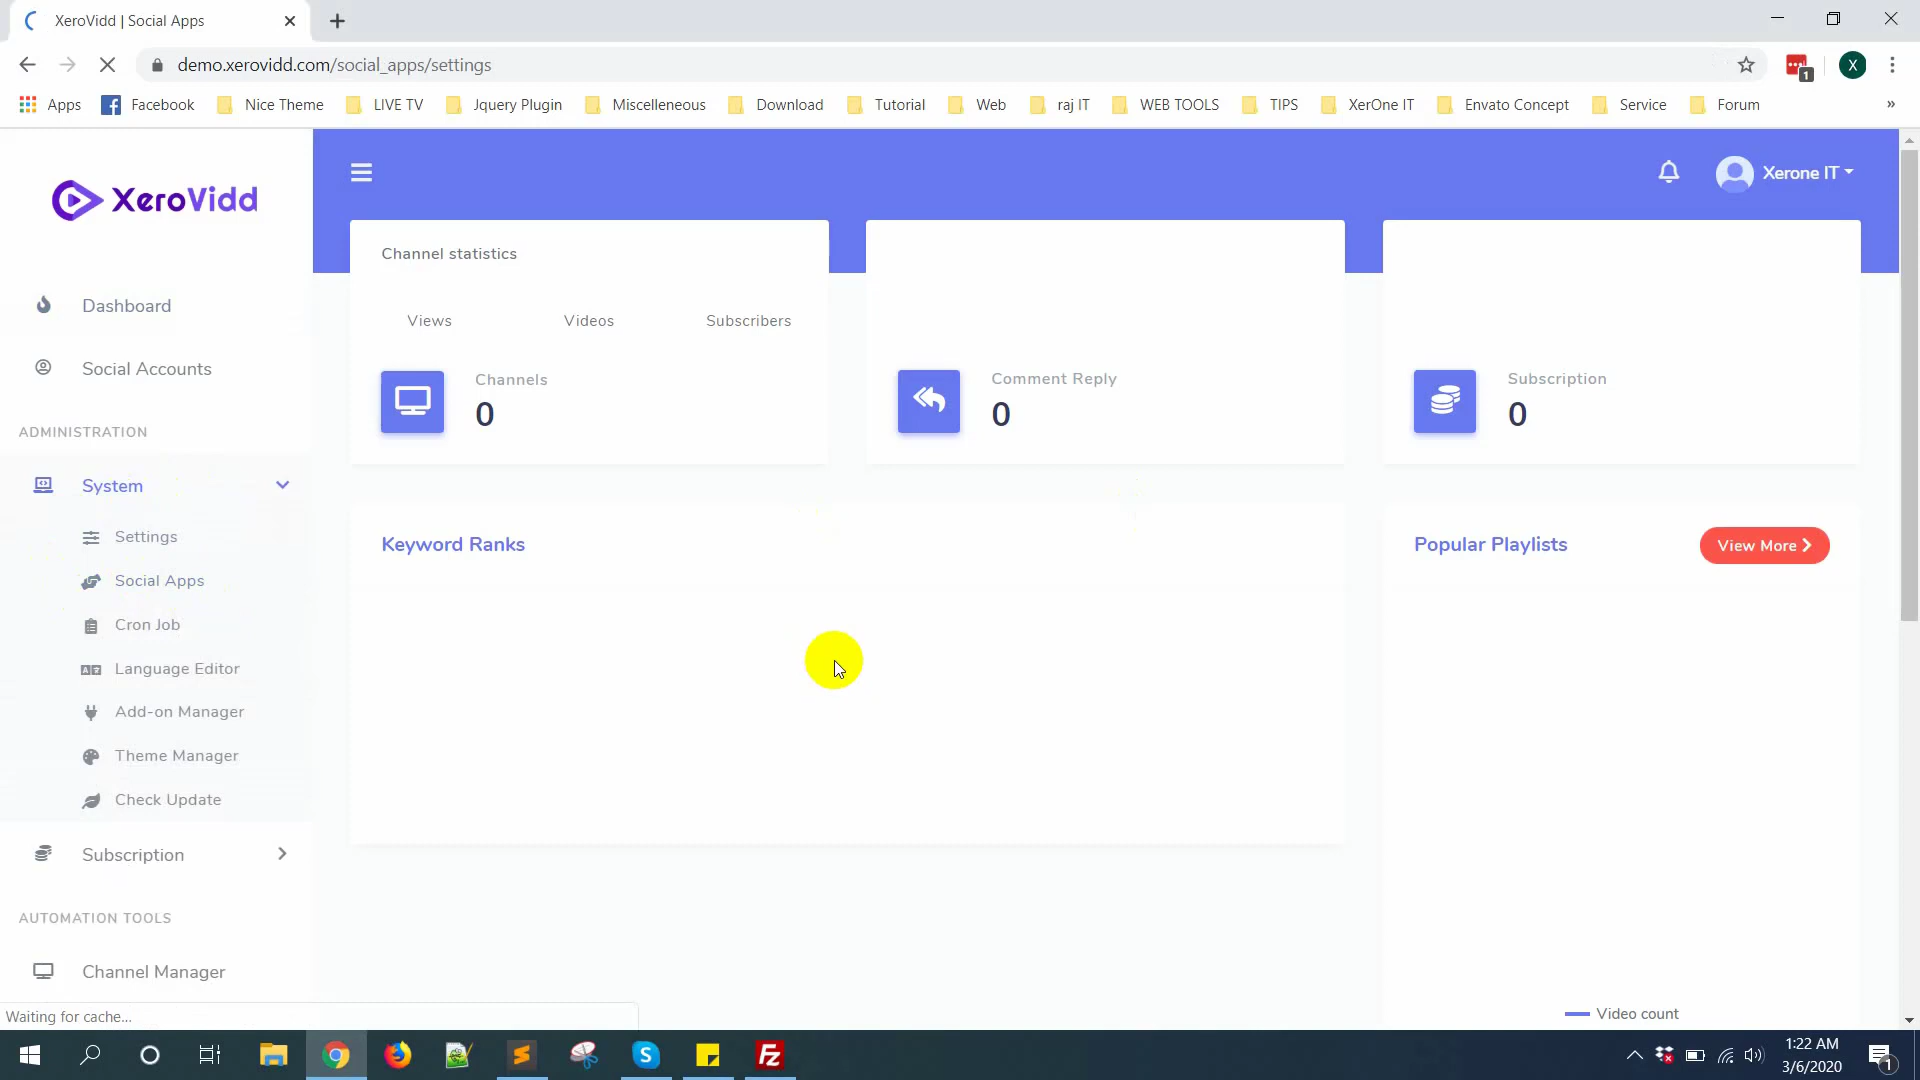 XeroVidd | Social Apps
demo.xerovidd.com/social_apps/settings
1
X
Apps
Facebook
Nice Theme
LIVE TV
Jquery Plugin
Miscelleneous
Download
Tutorial
Web
raj IT
WEB TOOLS
TIPS
XerOne IT
Envato Concept
Service
Forum
»
XeroVidd
Xerone IT
Dashboard
Social Accounts
ADMINISTRATION
System
Settings
Social Apps
Cron Job
Language Editor
Add-on Manager
Theme Manager
Check Update
Subscription
AUTOMATION TOOLS
Channel Manager
Channel statistics
Views
Videos
Subscribers
Channels
0
Comment Reply
0
Subscription
0
Keyword Ranks
Popular Playlists
View More
Video count
Waiting for cache...
1:22 AM
3/6/2020
1